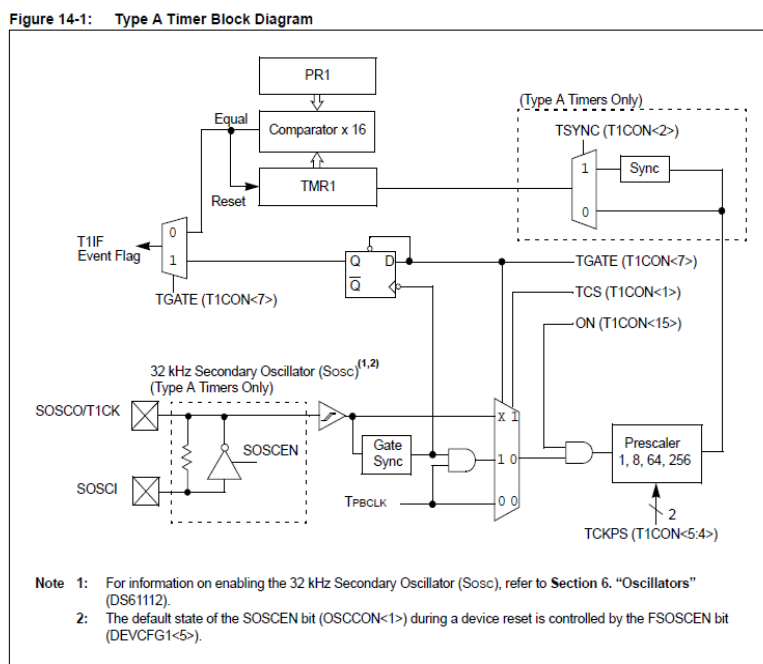 Figure 14-1: Type A Timer Block Diagram
PR1
(Type A Timers Only)
Equal
Comparator x 16
TSYNC (T1CON<2>)
1
Sync
TMR1
Reset
0
0
T1IF
Event Flag
1
Q D
Q
TGATE (T1CON<7>)
TCS (T1CON<1>)
TGATE (T1CON<7>)
ON (T1CON<15>)
32 kHz Secondary Oscillator (SOSC)(1,2)
(Type A Timers Only)
SOSCO/T1CK
X 1
Gate
Sync
Prescaler
1, 8, 64, 256
SOSCEN
1 0
SOSCI
TPBCLK
0 0
2
TCKPS (T1CON<5:4>)
Note 1: For information on enabling the 32 kHz Secondary Oscillator (SOSC), refer to Section 6. “Oscillators”
(DS61112).
2: The default state of the SOSCEN bit (OSCCON<1>) during a device reset is controlled by the FSOSCEN bit
(DEVCFG1<5>).